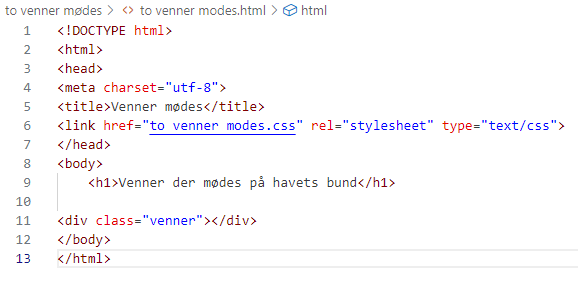 to venner mødes > <> to venner modes.html > html
1 <!DOCTYPE html>
2 <html>
3 <head>
4 <meta charset="utf-8">
5 <title>Venner mødes</title>
6 <link href="to venner modes.css" rel="stylesheet" type="text/css">
7 </head>
8 <body>
9     <h1>Venner der mødes på havets bund</h1>
10
11 <div class="venner"></div>
12 </body>
13 </html>